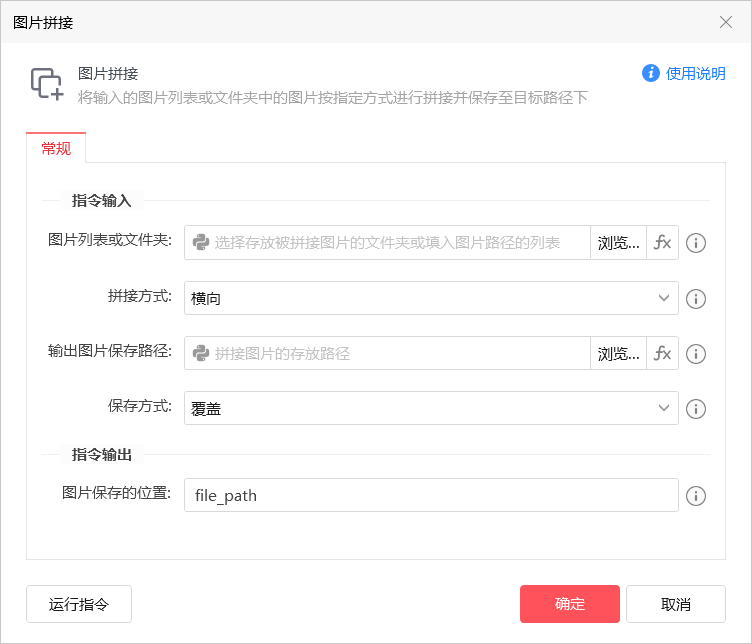 图片拼接
图片拼接
使用说明
将输入的图片列表或文件夹中的图片按指定方式进行拼接并保存至目标路径下
常规
指令输入
图片列表或文件夹: 选择存放被拼接图片的文件夹或填入图片路径的列表 浏览... fx
拼接方式: 横向
输出图片保存路径: 拼接图片的存放路径 浏览... fx
保存方式: 覆盖
指令输出
图片保存的位置: file_path
运行指令 确定 取消